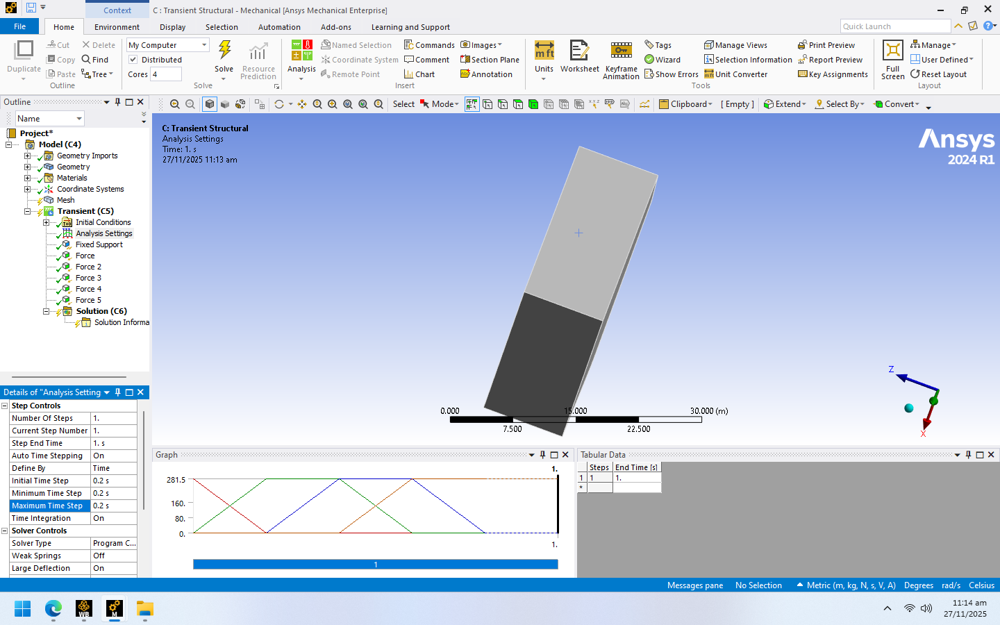 Context
C : Transient Structural - Mechanical [Ansys Mechanical Enterprise]
File
Home
Environment
Display
Selection
Automation
Add-ons
Learning and Support
Quick Launch
Duplicate
Cut
Copy
Paste
Delete
Find
Tree
Outline
My Computer
Distributed
Cores 4
Solve
Resource
Prediction
Solve
Analysis
Named Selection
Coordinate System
Remote Point
Commands
Comment
Chart
Images
Section Plane
Annotation
Insert
Units
Worksheet
Keyframe
Animation
Tags
Wizard
Show Errors
Manage Views
Selection Information
Unit Converter
Print Preview
Report Preview
Key Assignments
Tools
Full
Screen
Manage
User Defined
Reset Layout
Layout
Outline
Name
Select Mode Clipboard [ Empty ] Extend Select By Convert
Project*
Model (C4)
Geometry Imports
Geometry
Materials
Coordinate Systems
Mesh
Transient (C5)
Initial Conditions
Analysis Settings
Fixed Support
Force
Force 2
Force 3
Force 4
Force 5
Solution (C6)
Solution Informa
C: Transient Structural
Analysis Settings
Time: 1. s
27/11/2025 11:13 am
Ansys
2024 R1
Z
X
0.000 15.000 30.000 (m)
7.500 22.500
Details of "Analysis Setting
Step Controls
Number Of Steps 1.
Current Step Number 1.
Step End Time 1. s
Auto Time Stepping On
Define By Time
Initial Time Step 0.2 s
Minimum Time Step 0.2 s
Maximum Time Step 0.2 s
Time Integration On
Solver Controls
Solver Type Program C...
Weak Springs Off
Large Deflection On
Graph
1.
281.5
160.
80.
0.
1.
1
Tabular Data
Steps End Time [s]
1 1 1.
*
Messages pane No Selection Metric (m, kg, N, s, V, A) Degrees rad/s Celsius
WB
M
11:14 am
27/11/2025